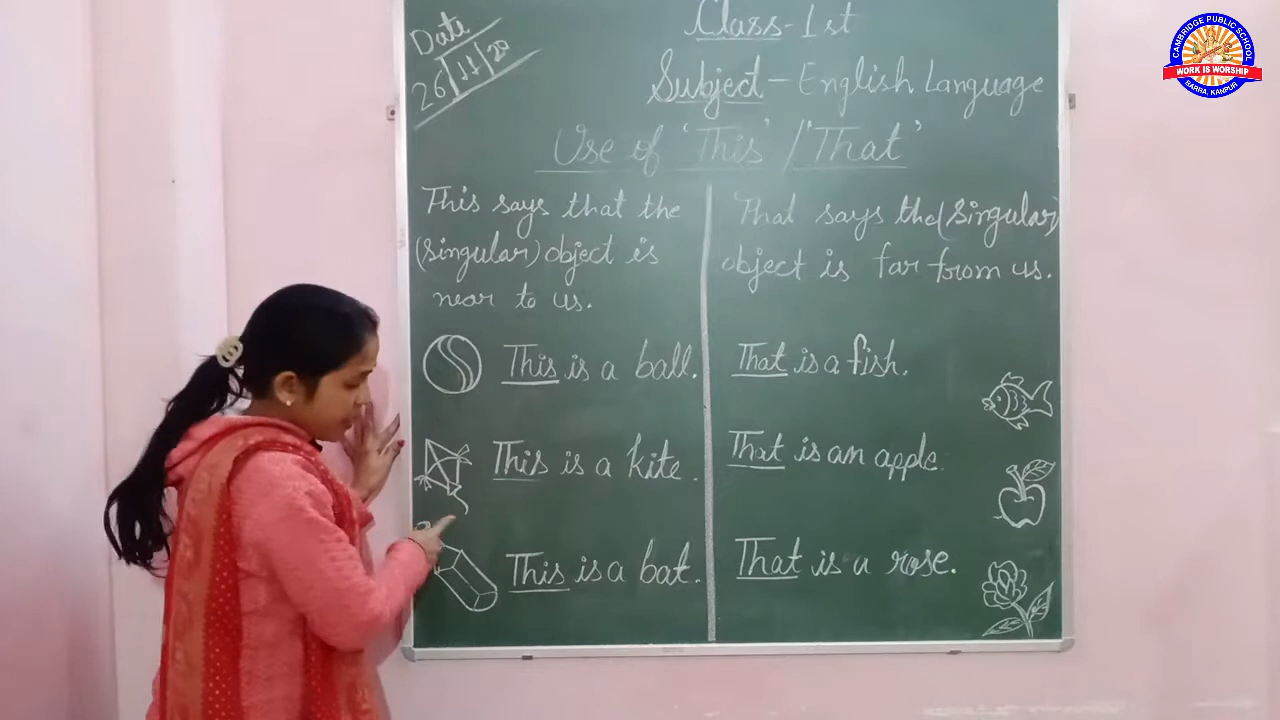 Date
26/11/20
Class-1st
Subject - English Language
Use of 'This' / 'That'
This says that the
(singular) object is
near to us.
This is a ball.
This is a kite.
This is a bat.
That says the (singular)
object is far from us.
That is a fish.
That is an apple.
That is a rose.
CAMBRIDGE PUBLIC SCHOOL
WORK IS WORSHIP
BARRA, KANPUR